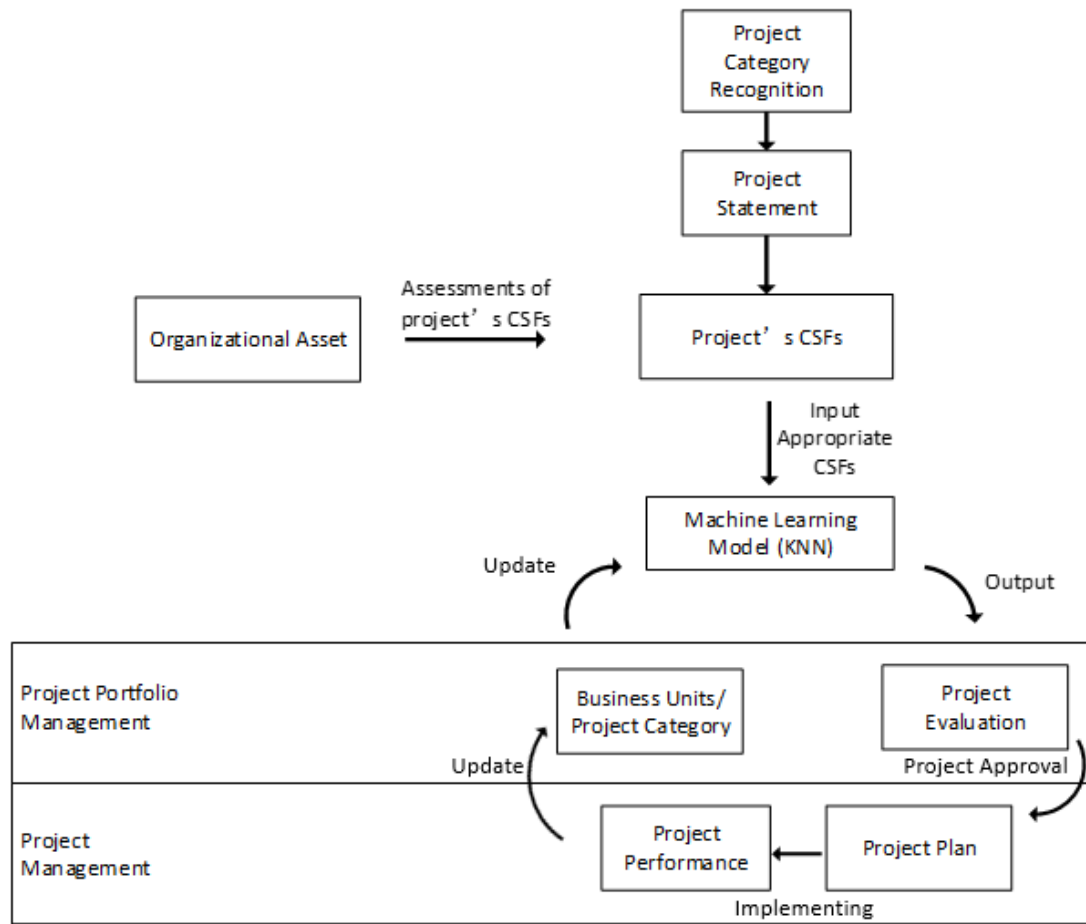 Project
Category
Recognition
Project
Statement
Assessments of
project’s CSFs
Organizational Asset
Project’s CSFs
Input
Appropriate
CSFs
Machine Learning
Model (KNN)
Update
Output
Project Portfolio
Management
Business Units/
Project Category
Project
Evaluation
Update
Project Approval
Project
Management
Project
Performance
Project Plan
Implementing